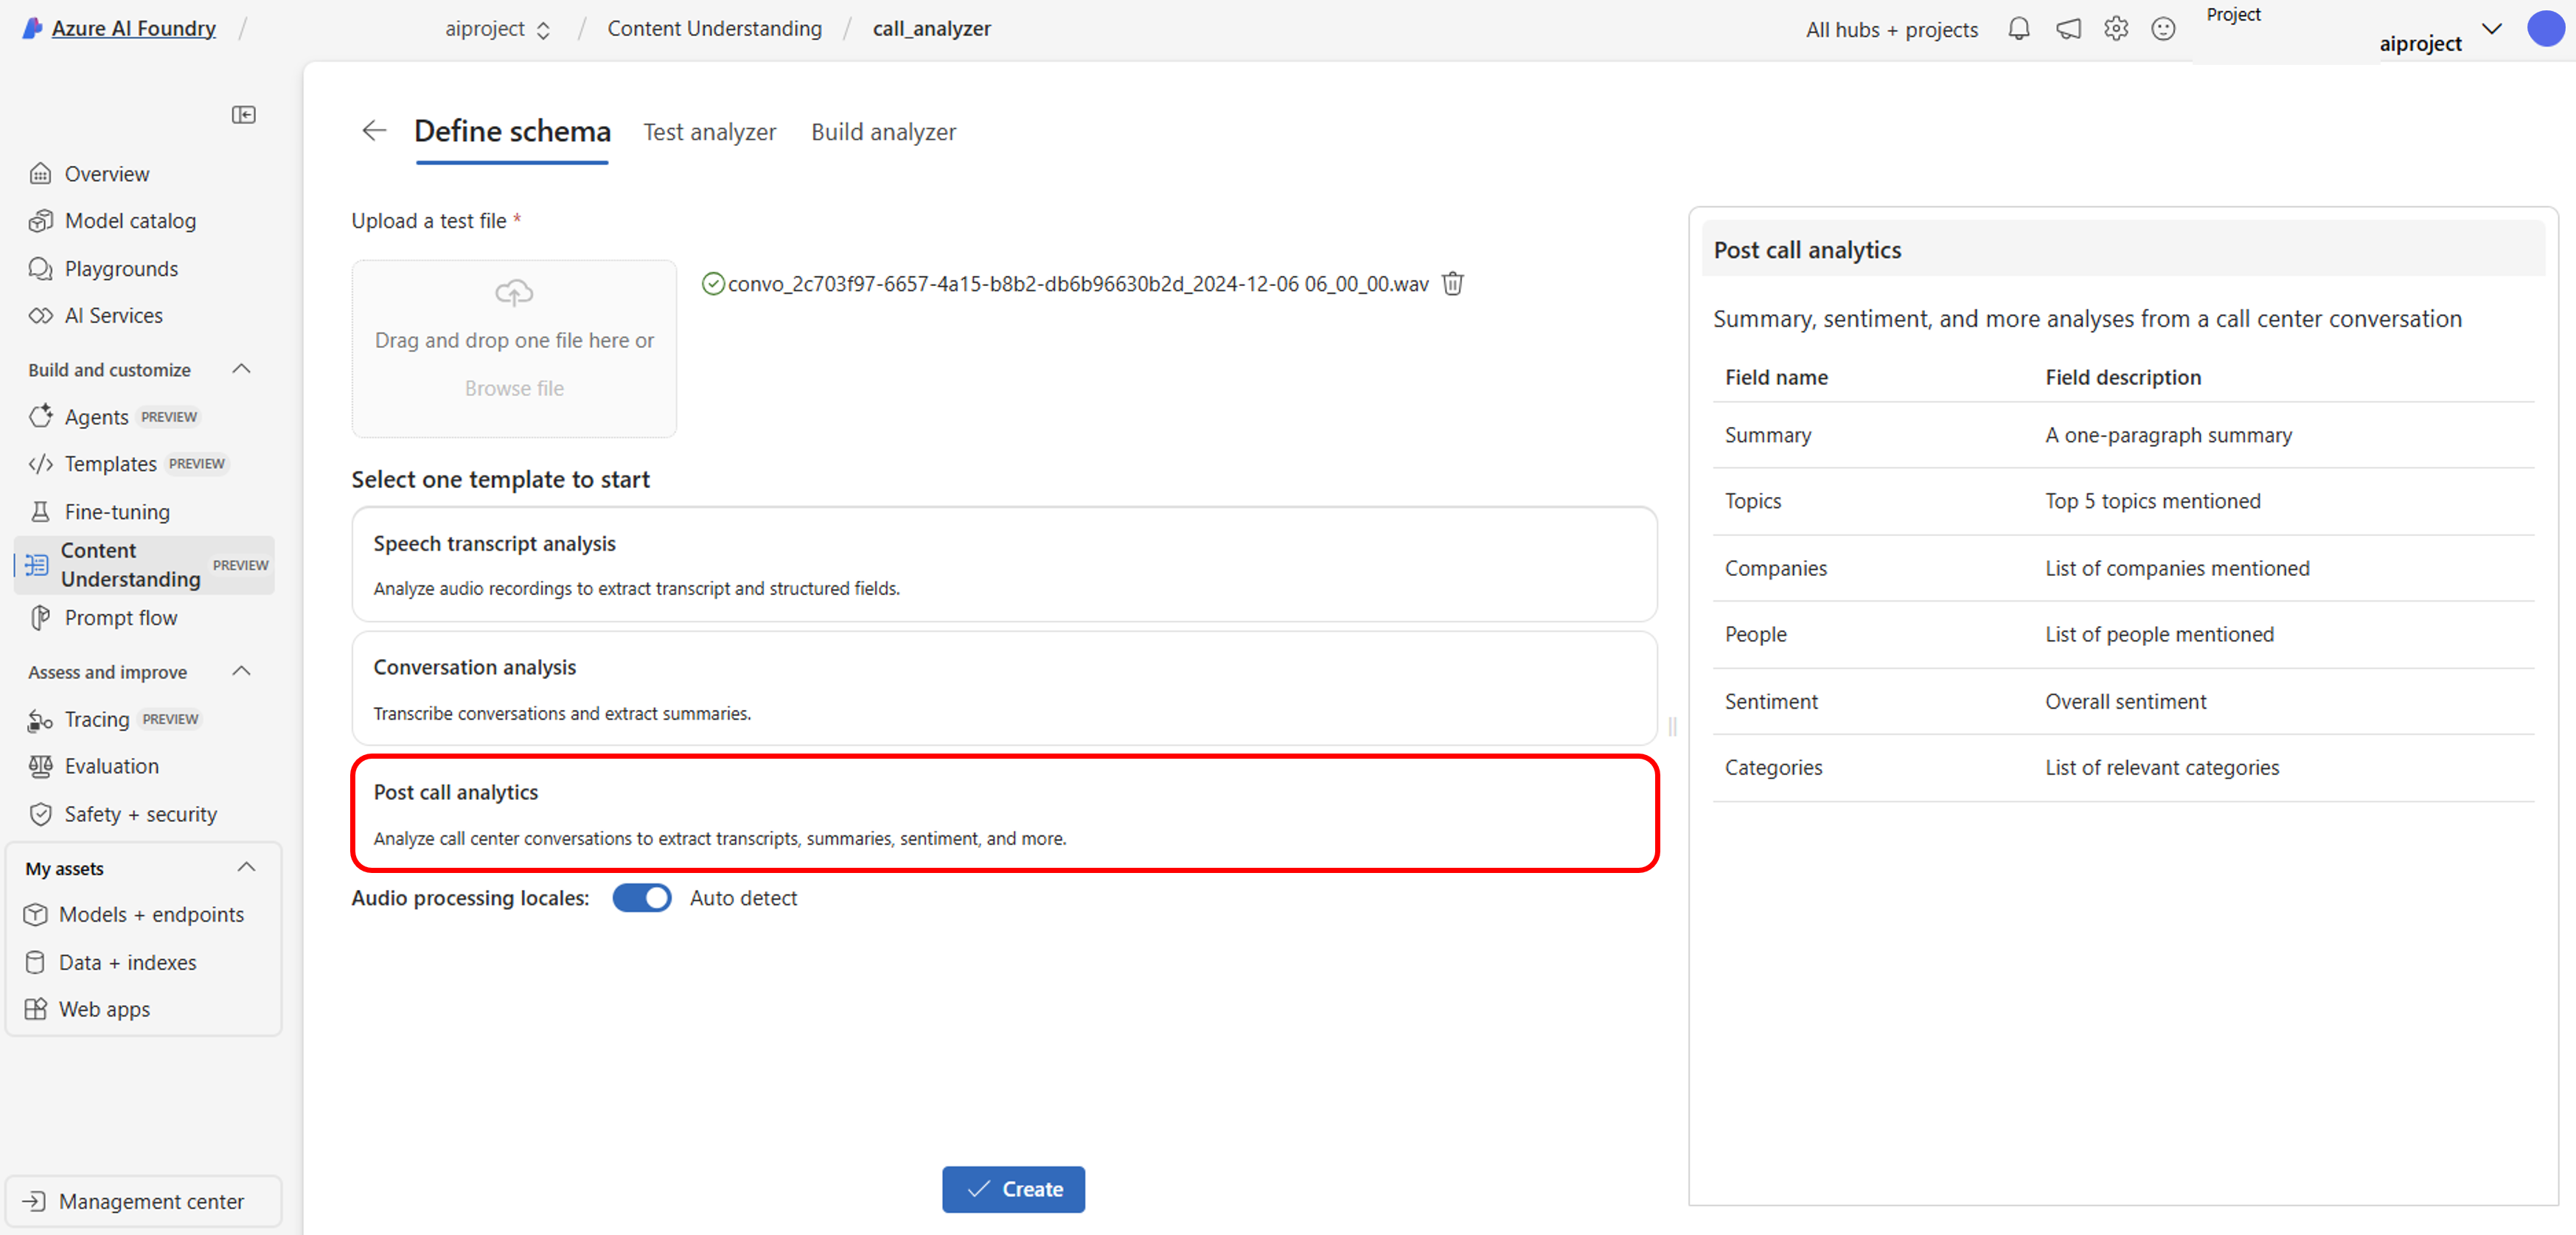 Azure AI Foundry / aiproject / Content Understanding / call_analyzer
All hubs + projects
Project
aiproject
Overview
Model catalog
Playgrounds
AI Services
Build and customize
Agents PREVIEW
Templates PREVIEW
Fine-tuning
Content
Understanding PREVIEW
Prompt flow
Assess and improve
Tracing PREVIEW
Evaluation
Safety + security
My assets
Models + endpoints
Data + indexes
Web apps
Management center
Define schema Test analyzer Build analyzer
Upload a test file *
Drag and drop one file here or
Browse file
convo_2c703f97-6657-4a15-b8b2-db6b96630b2d_2024-12-06 06_00_00.wav
Select one template to start
Speech transcript analysis
Analyze audio recordings to extract transcript and structured fields.
Conversation analysis
Transcribe conversations and extract summaries.
Post call analytics
Analyze call center conversations to extract transcripts, summaries, sentiment, and more.
Audio processing locales: Auto detect
Create
Post call analytics
Summary, sentiment, and more analyses from a call center conversation
Field name Field description
Summary A one-paragraph summary
Topics Top 5 topics mentioned
Companies List of companies mentioned
People List of people mentioned
Sentiment Overall sentiment
Categories List of relevant categories